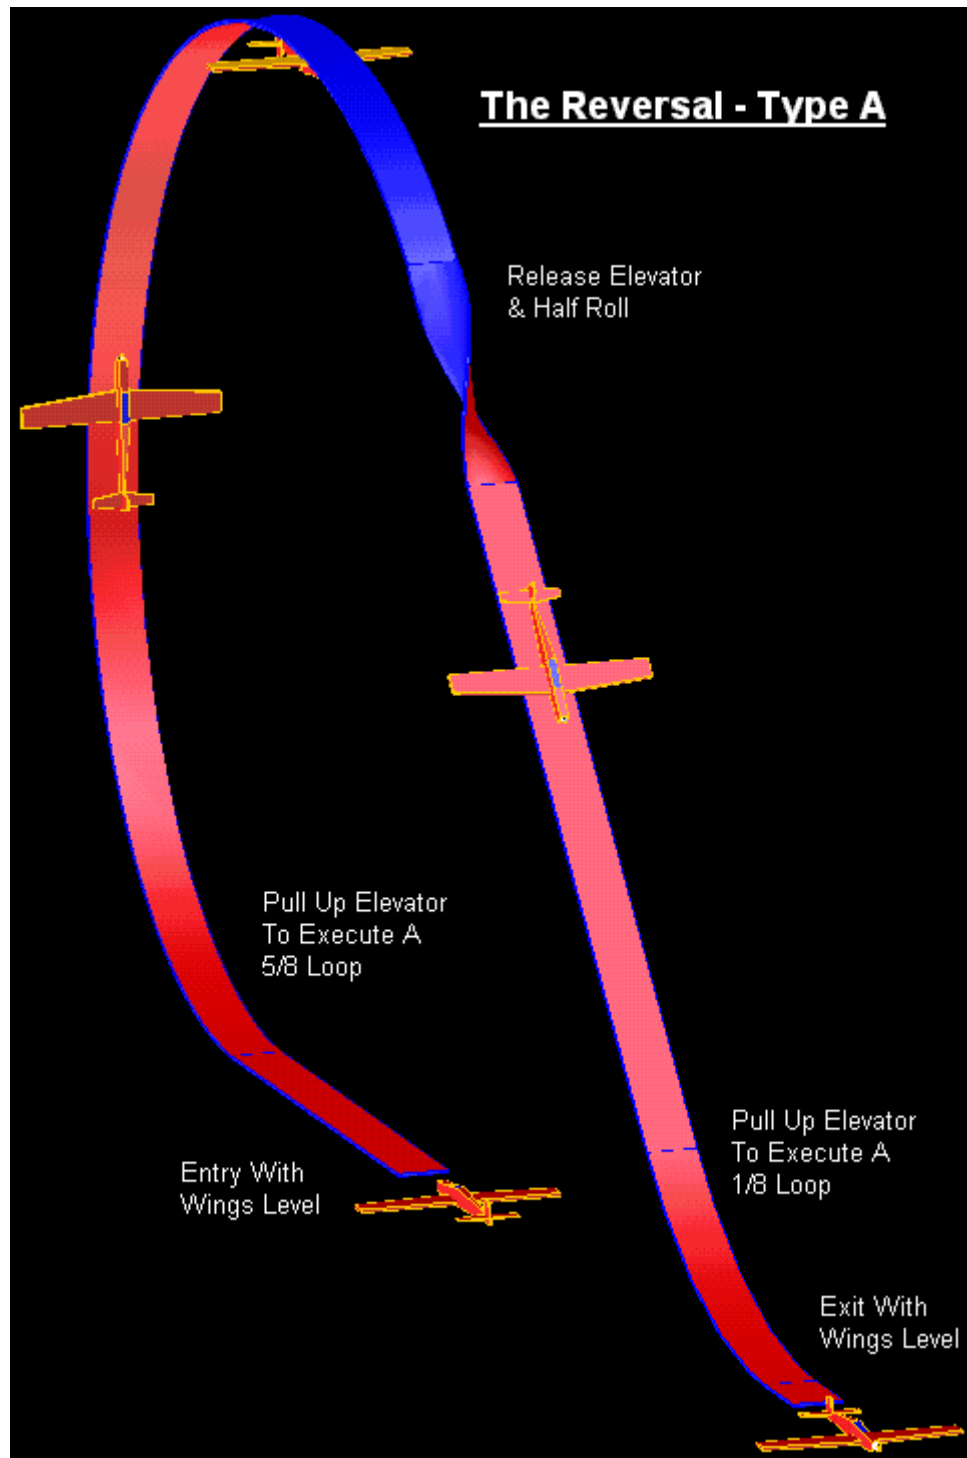 The Reversal - Type A
Release Elevator
& Half Roll
Pull Up Elevator
To Execute A
5/8 Loop
Entry With
Wings Level
Pull Up Elevator
To Execute A
1/8 Loop
Exit With
Wings Level